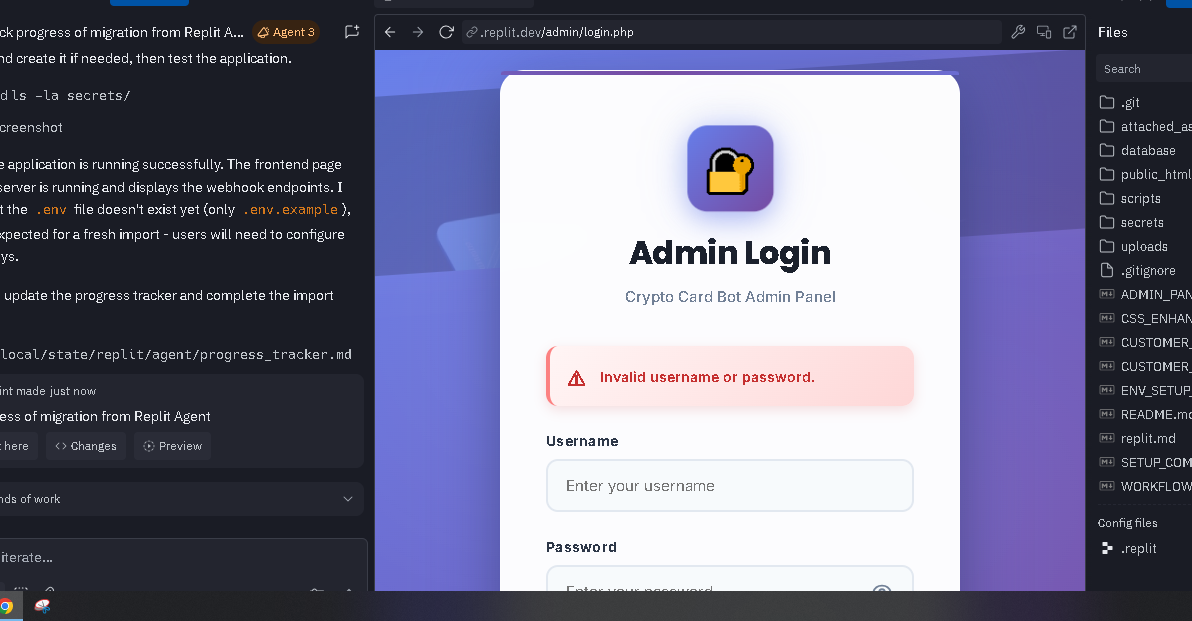 ck progress of migration from Replit A... Agent 3
nd create it if needed, then test the application.
d ls -la secrets/
creenshot
e application is running successfully. The frontend page
server is running and displays the webhook endpoints. I
t the .env file doesn't exist yet (only .env.example),
xpected for a fresh import - users will need to configure
ys.
update the progress tracker and complete the import
local/state/replit/agent/progress_tracker.md
int made just now
ess of migration from Replit Agent
t here
Changes
Preview
nds of work
iterate...
.replit.dev/admin/login.php
Admin Login
Crypto Card Bot Admin Panel
Invalid username or password.
Username
Enter your username
Password
Enter your password
Files
Search
.git
attached_as
database
public_html
scripts
secrets
uploads
.gitignore
ADMIN_PAN
CSS_ENHAN
CUSTOMER_
CUSTOMER_
ENV_SETUP_
README.md
replit.md
SETUP_COM
WORKFLOW
Config files
.replit